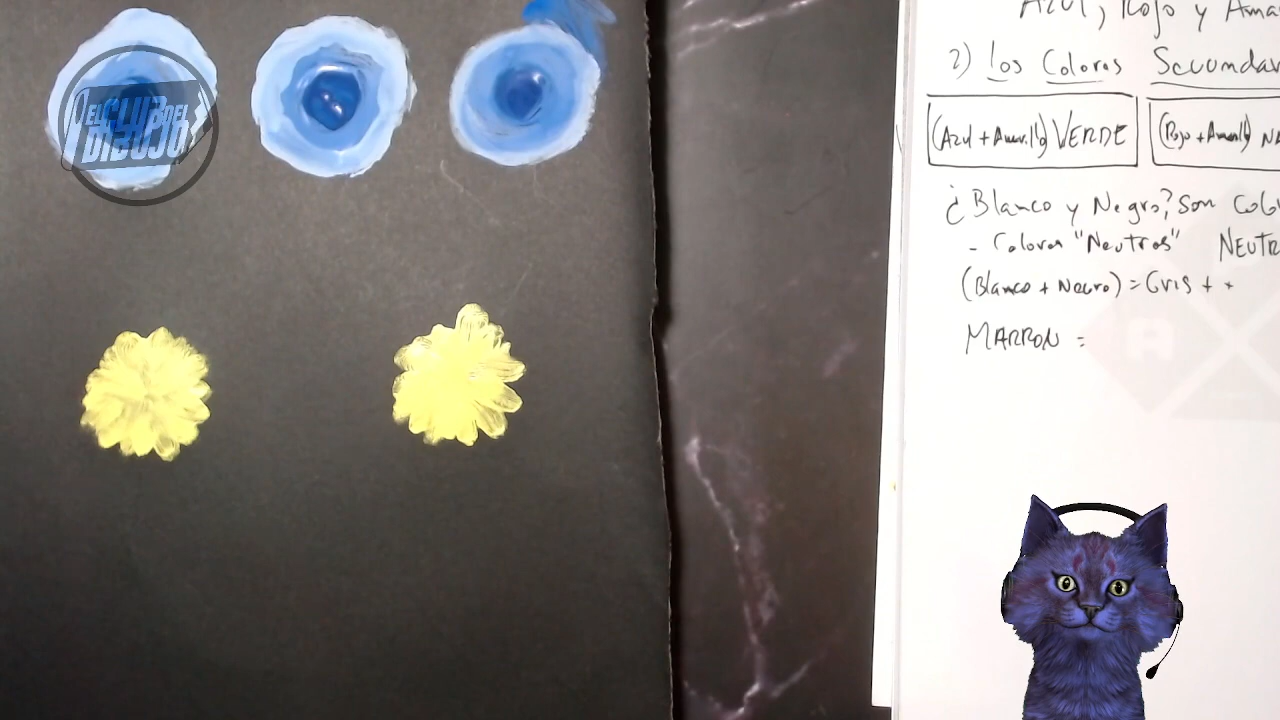 EL CLUB DEL
DIBUJO
Azul, Rojo y Ama
2) Los Colores Secundar
(Azul + Amarillo) VERDE
(Rojo + Amarillo) NA
¿Blanco y Negro? Son Colo
- Colores "Neutros" NEUTR
(Blanco + Negro) = Gris + +
MARRON =
A